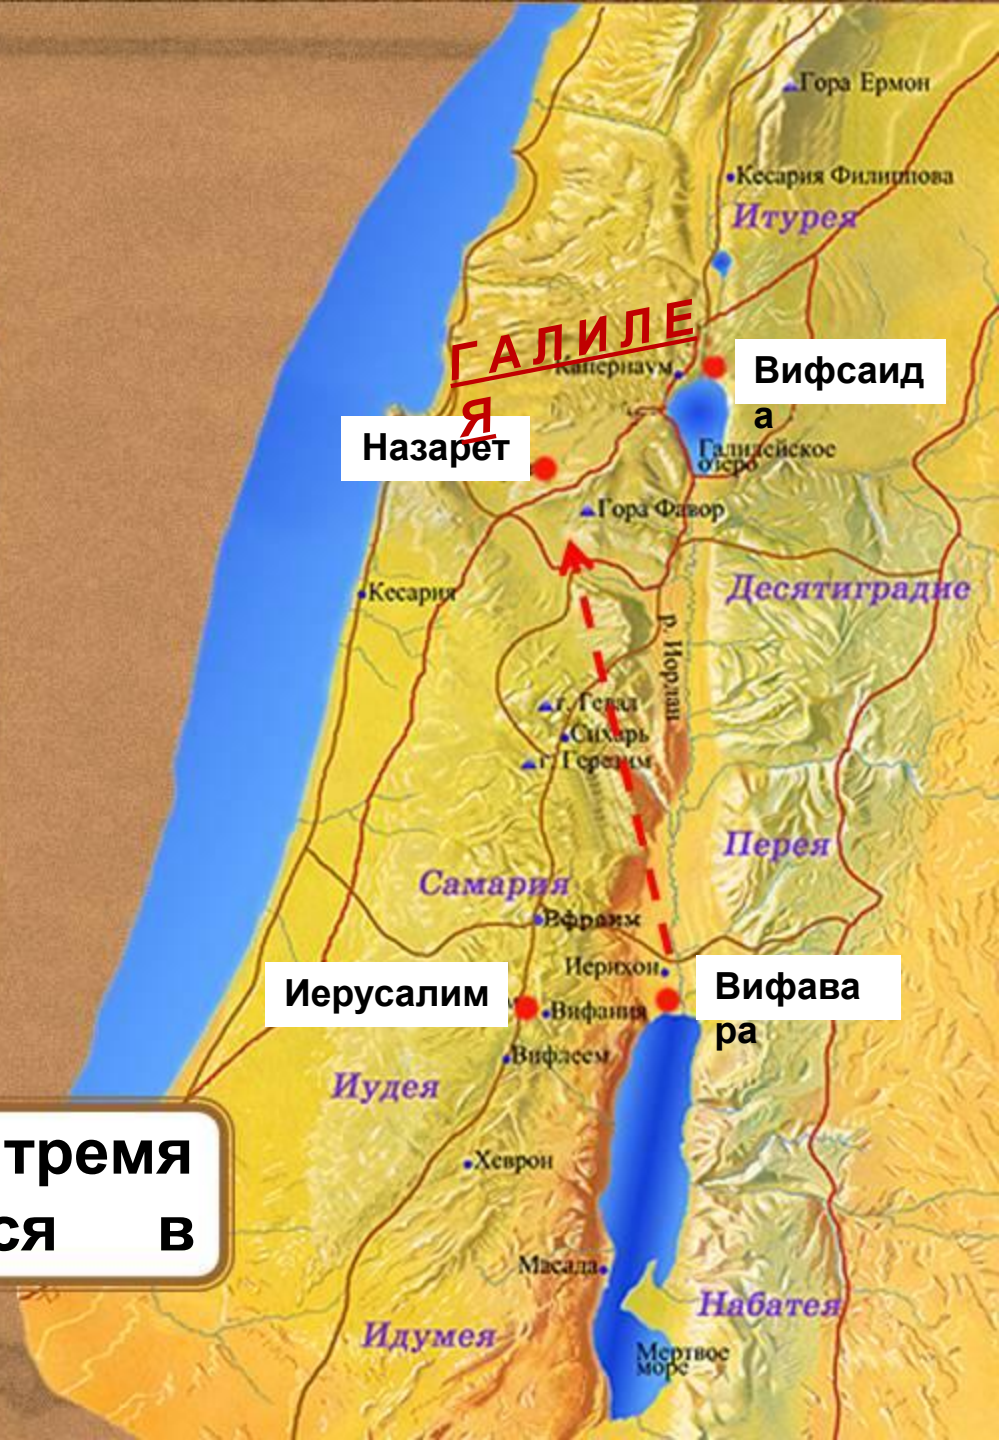 Гора Ермон
Кесария Филиппова
Итурея
ГАЛИЛЕ
Я
Капернаум
Вифсаид
а
Назарет
Галилейское
озеро
Гора Фавор
Кесария
Десятиградие
р. Иордан
г. Гевал
Сихарь
г. Геризим
Перея
Самария
Ефраим
Иерихон
Иерусалим
Вифава
ра
Вифания
Вифлеем
Иудея
тремя
ся в
Хеврон
Масада
Набатея
Идумея
Мертвое
море